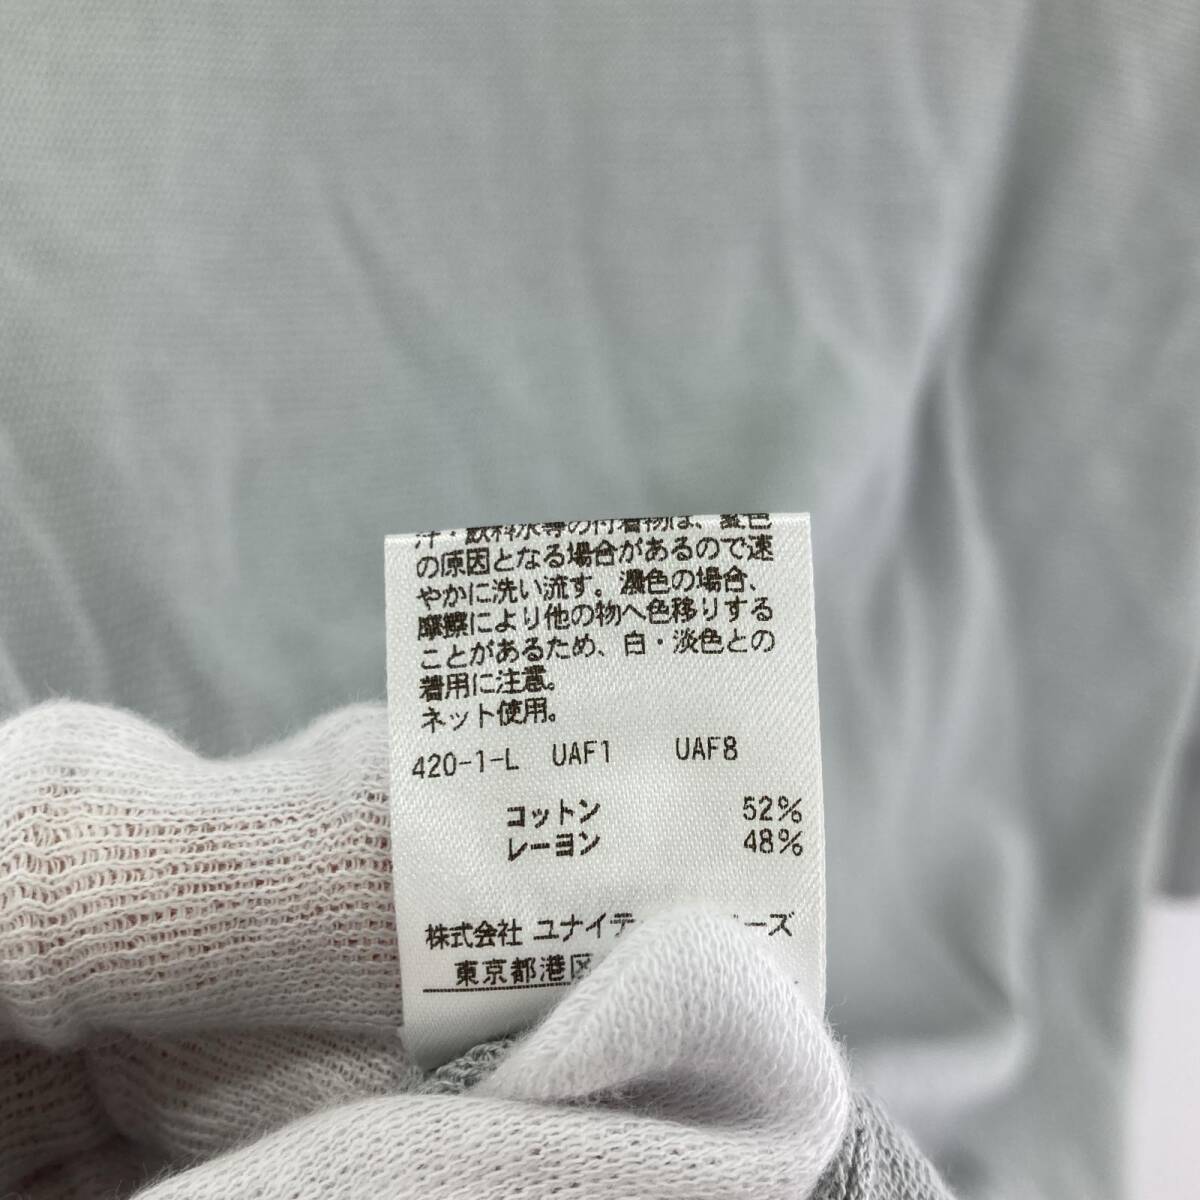 汗・飲料水等の付着物は、変色
の原因となる場合があるので速
やかに洗い流す。濃色の場合、
摩擦により他の物へ色移りする
ことがあるため、白・淡色との
着用に注意。
ネット使用。
420-1-L UAF1 UAF8
コットン 52%
レーヨン 48%
株式会社 ユナイテ ーズ
東京都港区